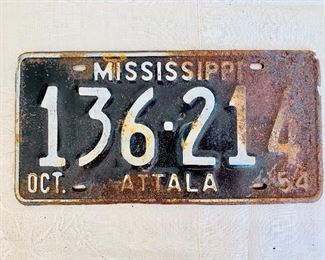 MISSISSIPPI
136·214
OCT. ATTALA 54